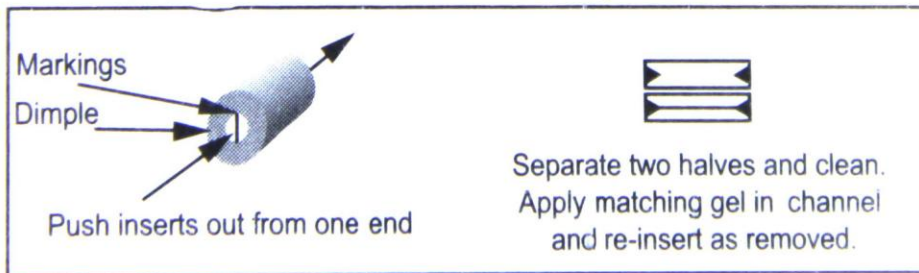 Markings
Dimple
Push inserts out from one end
Separate two halves and clean.
Apply matching gel in channel
and re-insert as removed.